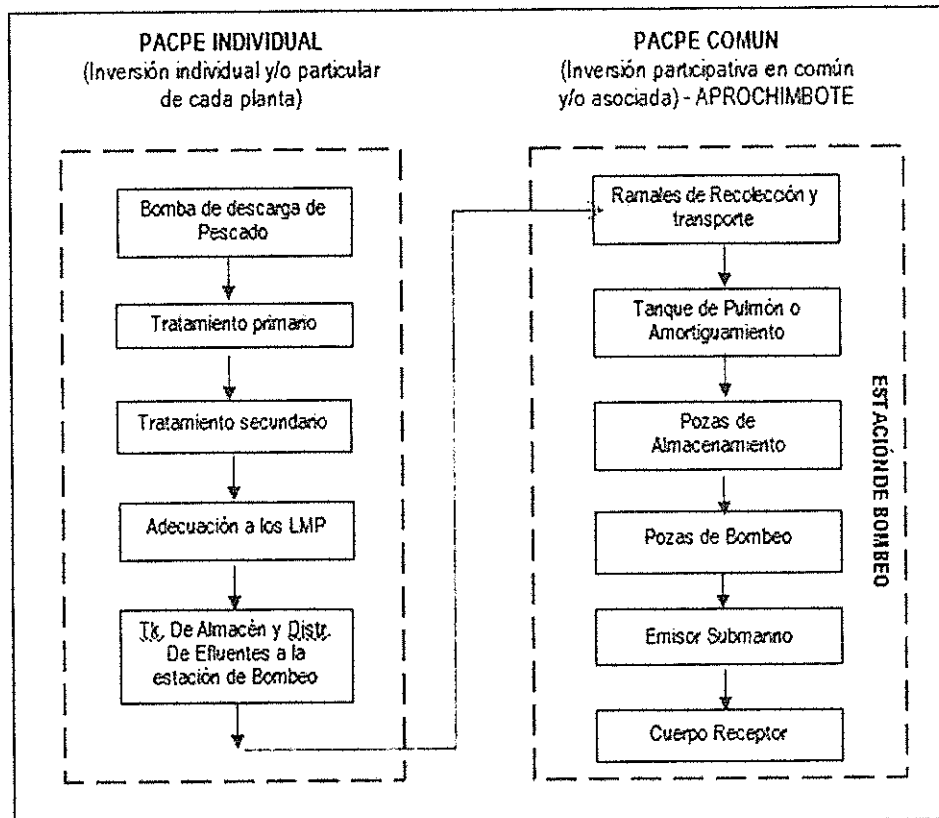 PACPE INDIVIDUAL
(Inversión individual y/o particular
de cada planta)
Bomba de descarga de
Pescado
Tratamiento primario
Tratamiento secundario
Adecuación a los LMP
Tk. De Almacén y Distr.
De Efluentes a la
estación de Bombeo
PACPE COMUN
(Inversión participativa en común
y/o asociada) - APROCHIMBOTE
Ramales de Recolección y
transporte
Tanque de Pulmón o
Amortiguamiento
Pozas de
Almacenamiento
Pozas de Bombeo
Emisor Submarino
Cuerpo Receptor
ESTACIÓN DE BOMBEO